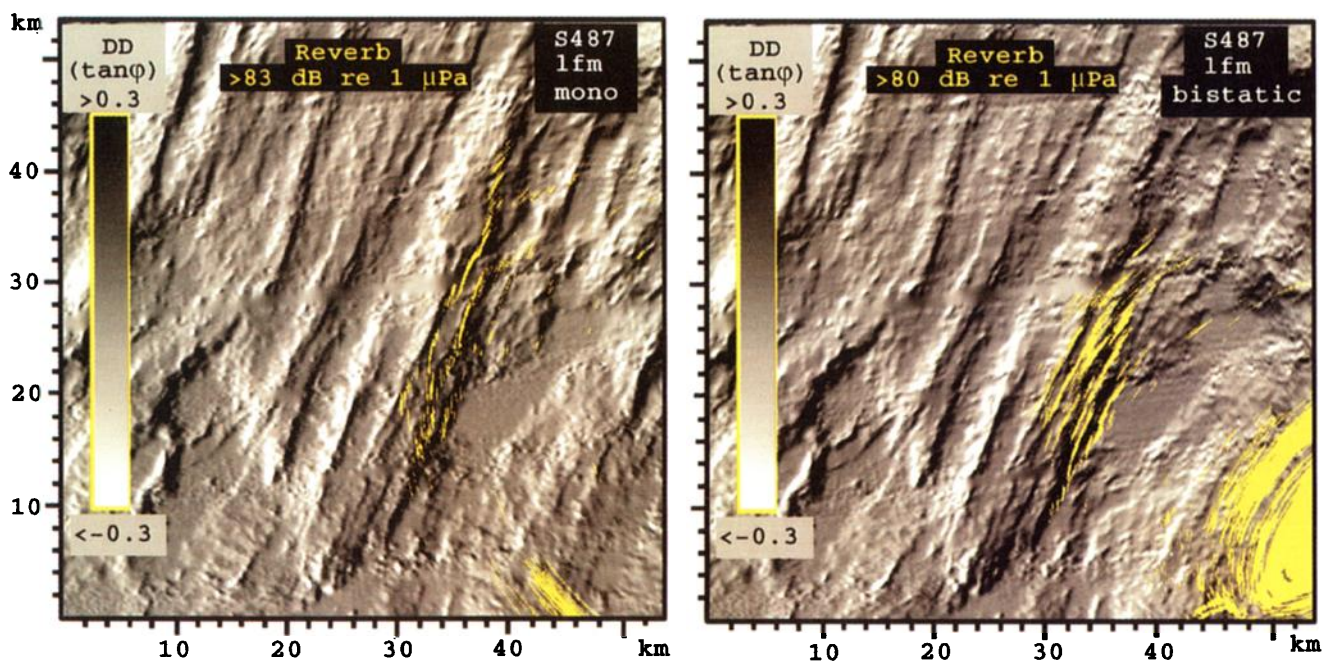 km
DD
(tanφ)
>0.3
Reverb
>83 dB re 1 μPa
S487
lfm
mono
40
30
20
10
<-0.3
10
20
30
40
km
DD
(tanφ)
>0.3
Reverb
>80 dB re 1 μPa
S487
lfm
bistatic
<-0.3
10
20
30
40
km